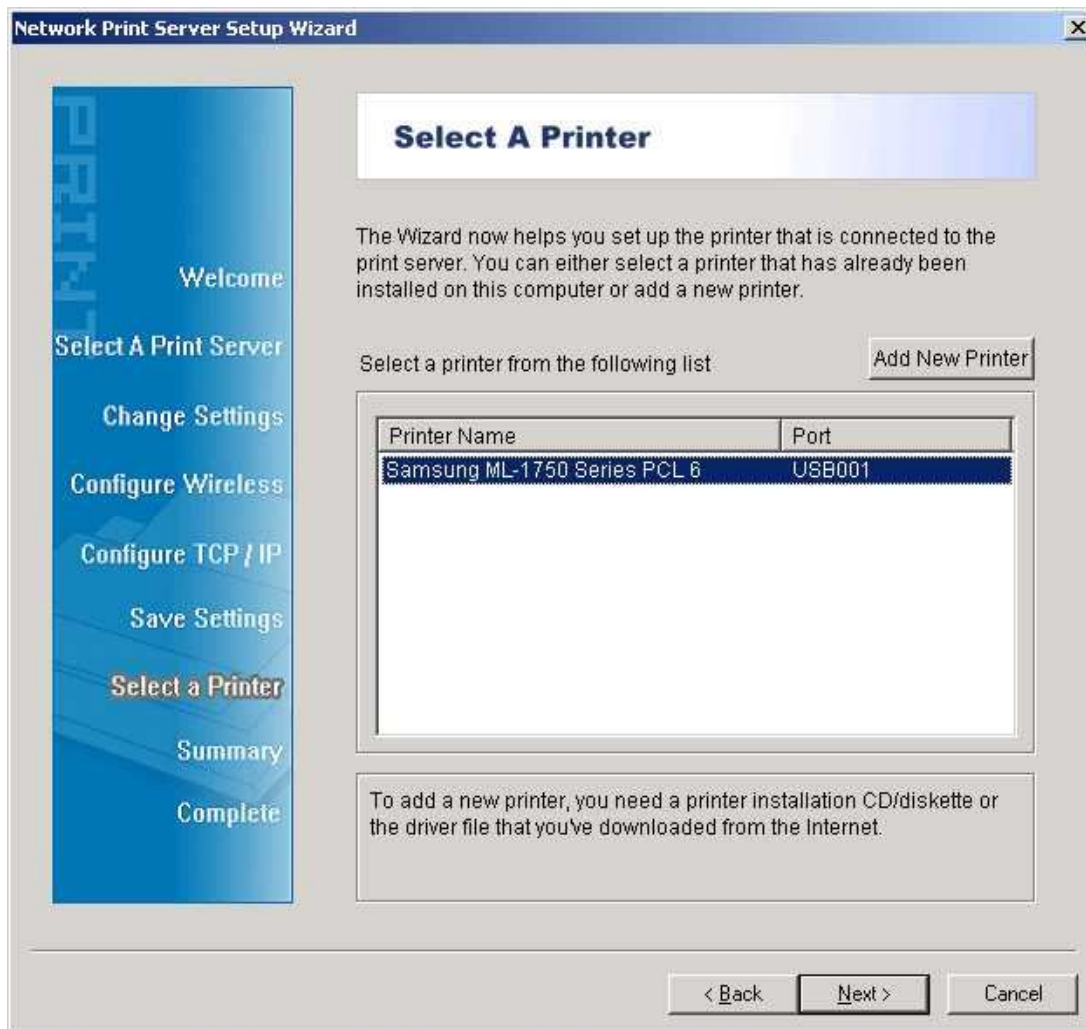 Network Print Server Setup Wizard
PRINT
Welcome
Select A Print Server
Change Settings
Configure Wireless
Configure TCP / IP
Save Settings
Select a Printer
Summary
Complete
Select A Printer
The Wizard now helps you set up the printer that is connected to the
print server. You can either select a printer that has already been
installed on this computer or add a new printer.
Select a printer from the following list
Add New Printer
Printer Name Port
Samsung ML-1750 Series PCL 6 USB001
To add a new printer, you need a printer installation CD/diskette or
the driver file that you've downloaded from the Internet.
< Back Next > Cancel